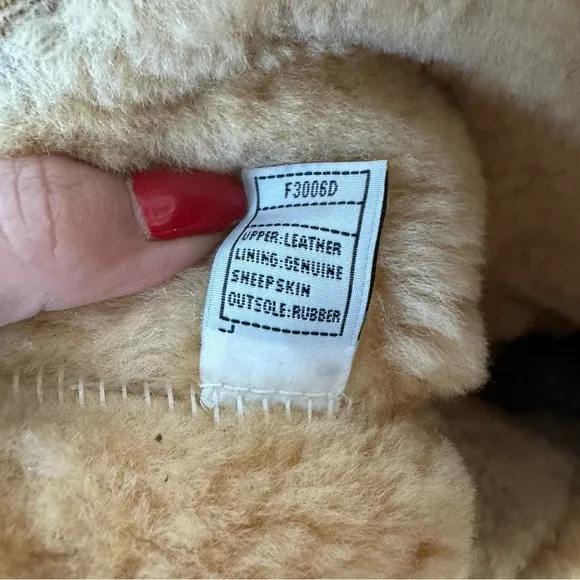 F3006D
UPPER:LEATHER
LINING:GENUINE
SHEEPSKIN
OUTSOLE:RUBBER